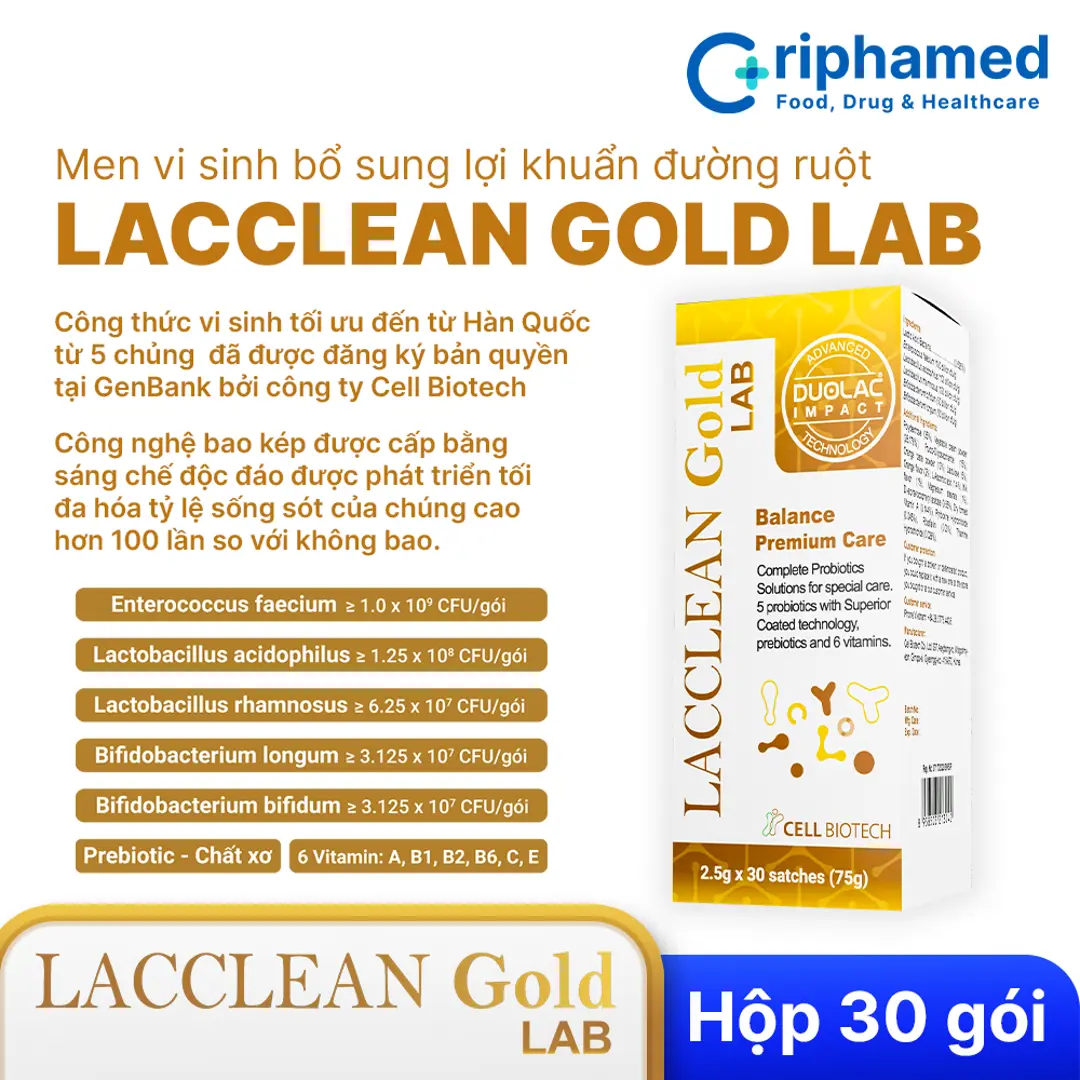 riphamed
Food, Drug & Healthcare
Men vi sinh bổ sung lợi khuẩn đường ruột
LACCLEAN GOLD LAB
Công thức vi sinh tối ưu đến từ Hàn Quốc
từ 5 chủng đã được đăng ký bản quyền
tại GenBank bởi công ty Cell Biotech
Công nghệ bao kép được cấp bằng
sáng chế độc đáo được phát triển tối
đa hóa tỷ lệ sống sót của chúng cao
hơn 100 lần so với không bao.
Enterococcus faecium ≥ 1.0 x 10⁹ CFU/gói
Lactobacillus acidophilus ≥ 1.25 x 10⁸ CFU/gói
Lactobacillus rhamnosus ≥ 6.25 x 10⁷ CFU/gói
Bifidobacterium longum ≥ 3.125 x 10⁷ CFU/gói
Bifidobacterium bifidum ≥ 3.125 x 10⁷ CFU/gói
Prebiotic - Chất xơ
6 Vitamin: A, B1, B2, B6, C, E
LACCLEAN Gold
LAB
ADVANCED
DUOLAC
IMPACT
TECHNOLOGY
Balance
Premium Care
Complete Probiotics
Solutions for special care.
5 probiotics with Superior
Coated technology,
prebiotics and 6 vitamins.
CELL BIOTECH
2.5g x 30 satches (75g)
Ingredients
Additional Ingredients
Customer protection
Customer service
Manufacturer
LACCLEAN Gold
LAB
Hộp 30 gói